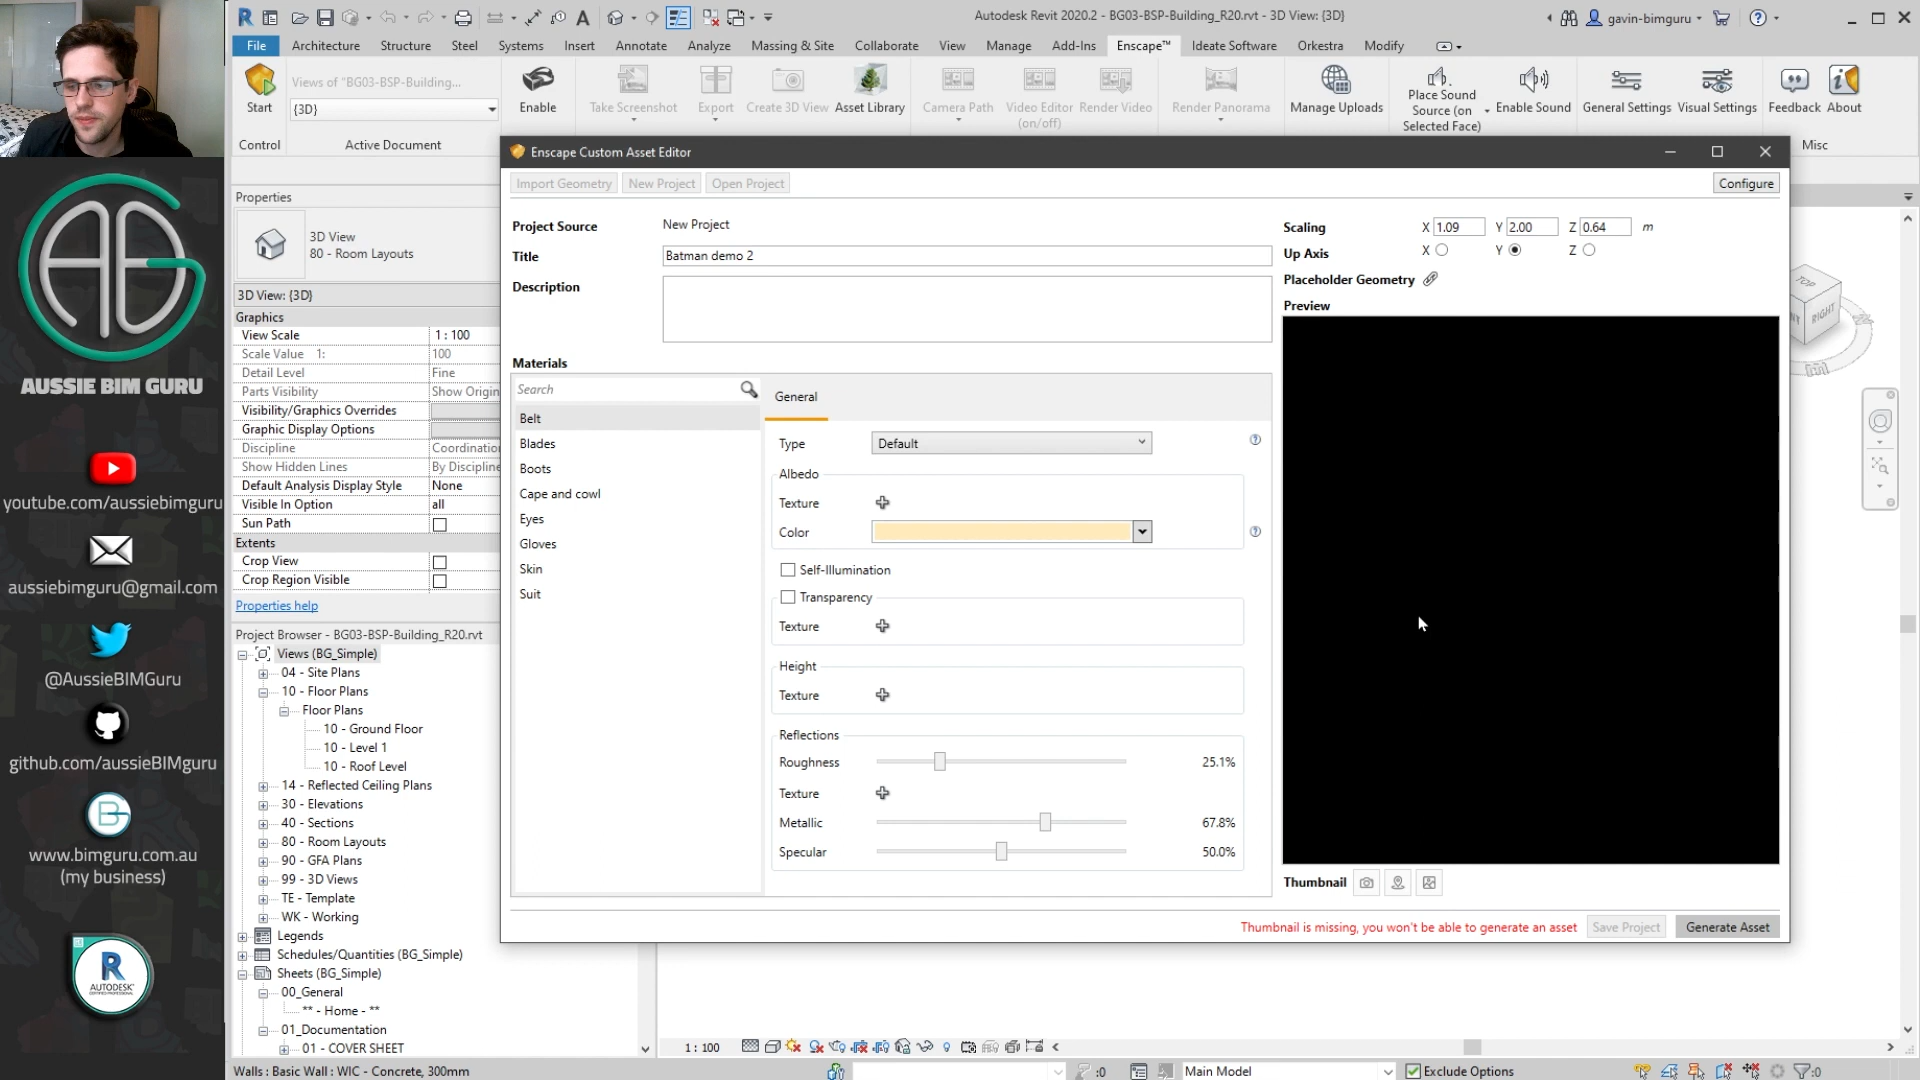 Autodesk Revit 2020.2 - BG03-BSP-Building_R20.rvt - 3D View: {3D}
gavin-bimguru
File Architecture Structure Steel Systems Insert Annotate Analyze Massing & Site Collaborate View Manage Add-Ins Enscape™ Ideate Software Orkestra Modify
Start
Views of "BG03-BSP-Building...
{3D}
Enable
Take Screenshot
Export
Create 3D View
Asset Library
Camera Path
Video Editor (on/off)
Render Video
Render Panorama
Manage Uploads
Place Sound
Source (on
Selected Face)
Enable Sound
General Settings
Visual Settings
Feedback
About
Control
Active Document
Misc
AUSSIE BIM GURU
youtube.com/aussiebimguru
aussiebimguru@gmail.com
@AussieBIMGuru
github.com/aussieBIMguru
www.bimguru.com.au
(my business)
R
AUTODESK
Properties
3D View
80 - Room Layouts
3D View: {3D}
Graphics
View Scale 1 : 100
Scale Value 1: 100
Detail Level Fine
Parts Visibility Show Origin
Visibility/Graphics Overrides
Graphic Display Options
Discipline Coordination
Show Hidden Lines By Discipline
Default Analysis Display Style None
Visible In Option all
Sun Path
Extents
Crop View
Crop Region Visible
Properties help
Project Browser - BG03-BSP-Building_R20.rvt
Views (BG_Simple)
04 - Site Plans
10 - Floor Plans
Floor Plans
10 - Ground Floor
10 - Level 1
10 - Roof Level
14 - Reflected Ceiling Plans
30 - Elevations
40 - Sections
80 - Room Layouts
90 - GFA Plans
99 - 3D Views
TE - Template
WK - Working
Legends
Schedules/Quantities (BG_Simple)
Sheets (BG_Simple)
00_General
** - Home - **
01_Documentation
01 - COVER SHEET
Enscape Custom Asset Editor
Import Geometry New Project Open Project
Configure
Project Source New Project
Title Batman demo 2
Description
Materials
Search
Belt
Blades
Boots
Cape and cowl
Eyes
Gloves
Skin
Suit
General
Type Default
Albedo
Texture
Color
Self-Illumination
Transparency
Texture
Height
Texture
Reflections
Roughness 25.1%
Texture
Metallic 67.8%
Specular 50.0%
Scaling X 1.09 Y 2.00 Z 0.64 m
Up Axis X Y Z
Placeholder Geometry
Preview
Thumbnail
Thumbnail is missing, you won't be able to generate an asset
Save Project
Generate Asset
TOP
RIGHT
1 : 100
Walls : Basic Wall : WIC - Concrete, 300mm
:0
Main Model
Exclude Options
:0